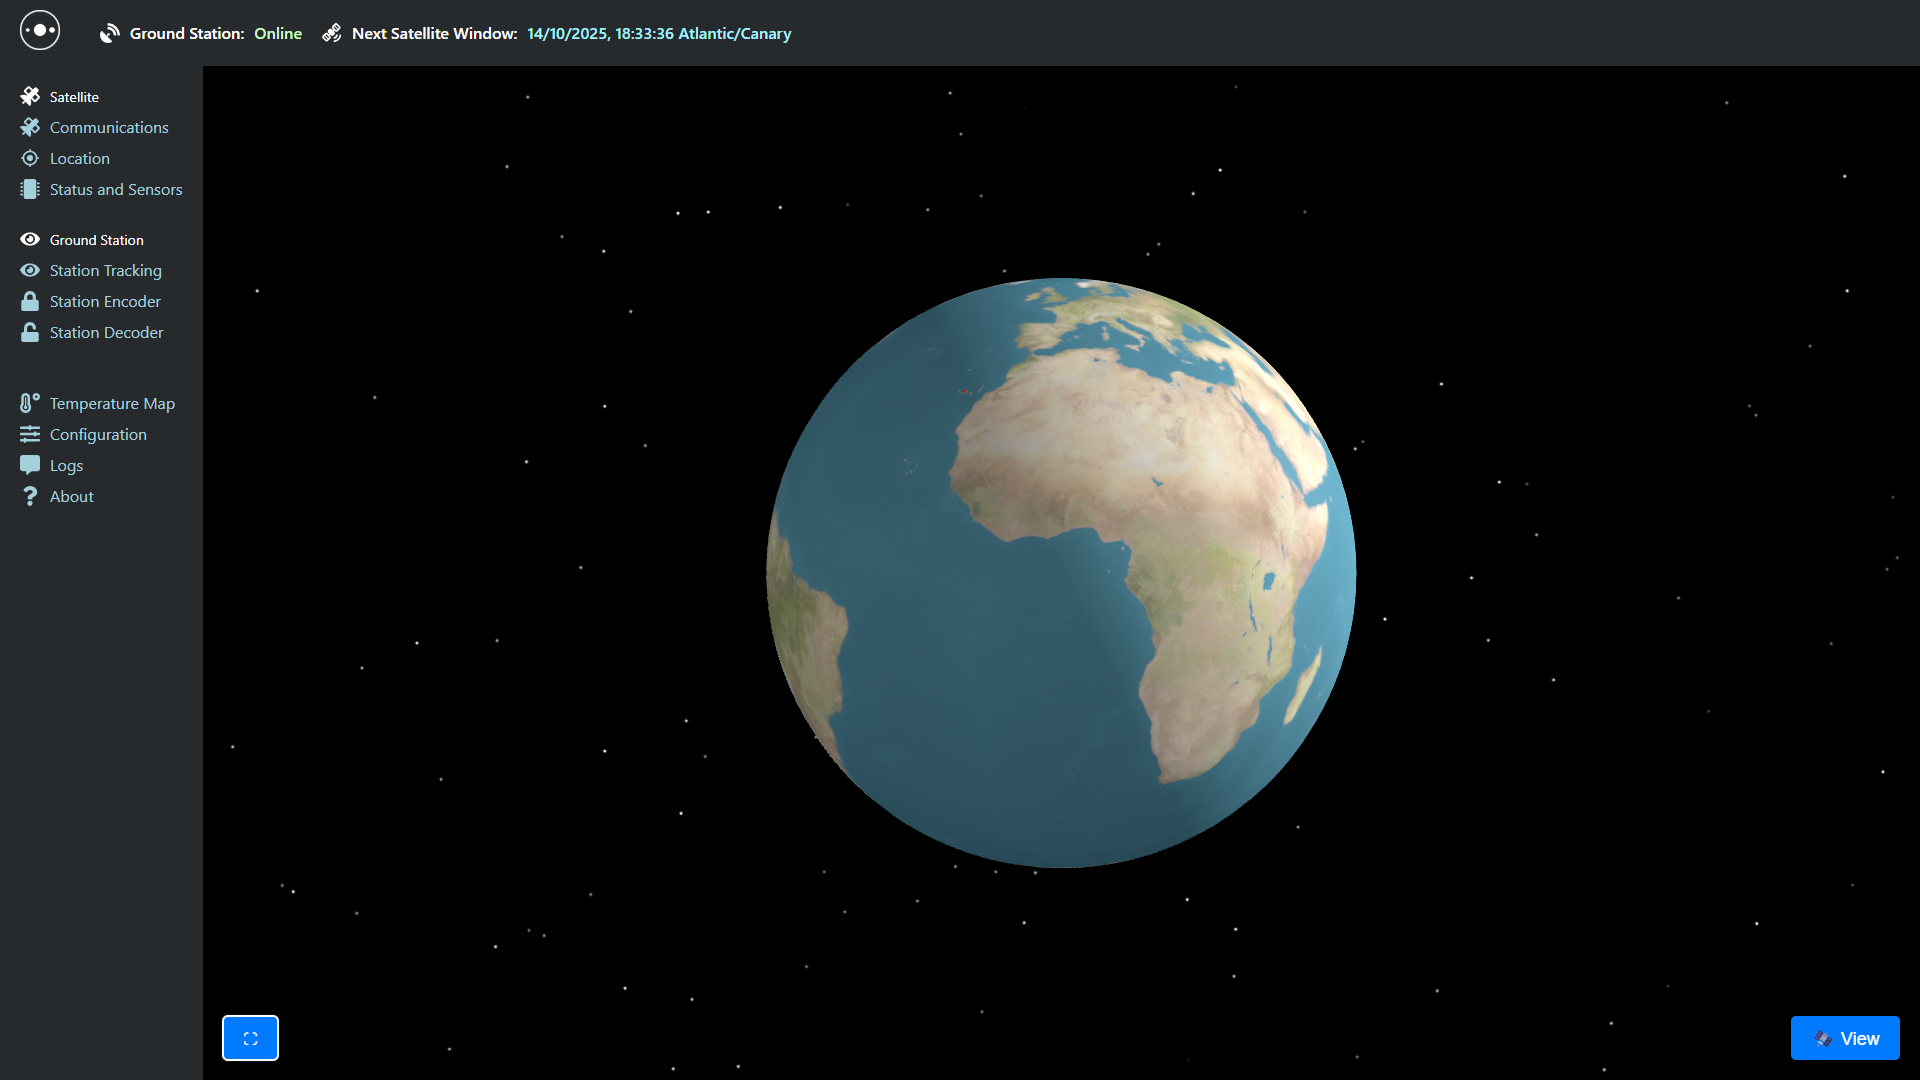 Ground Station: Online Next Satellite Window: 14/10/2025, 18:33:36 Atlantic/Canary
Satellite
Communications
Location
Status and Sensors
Ground Station
Station Tracking
Station Encoder
Station Decoder
Temperature Map
Configuration
Logs
About
View